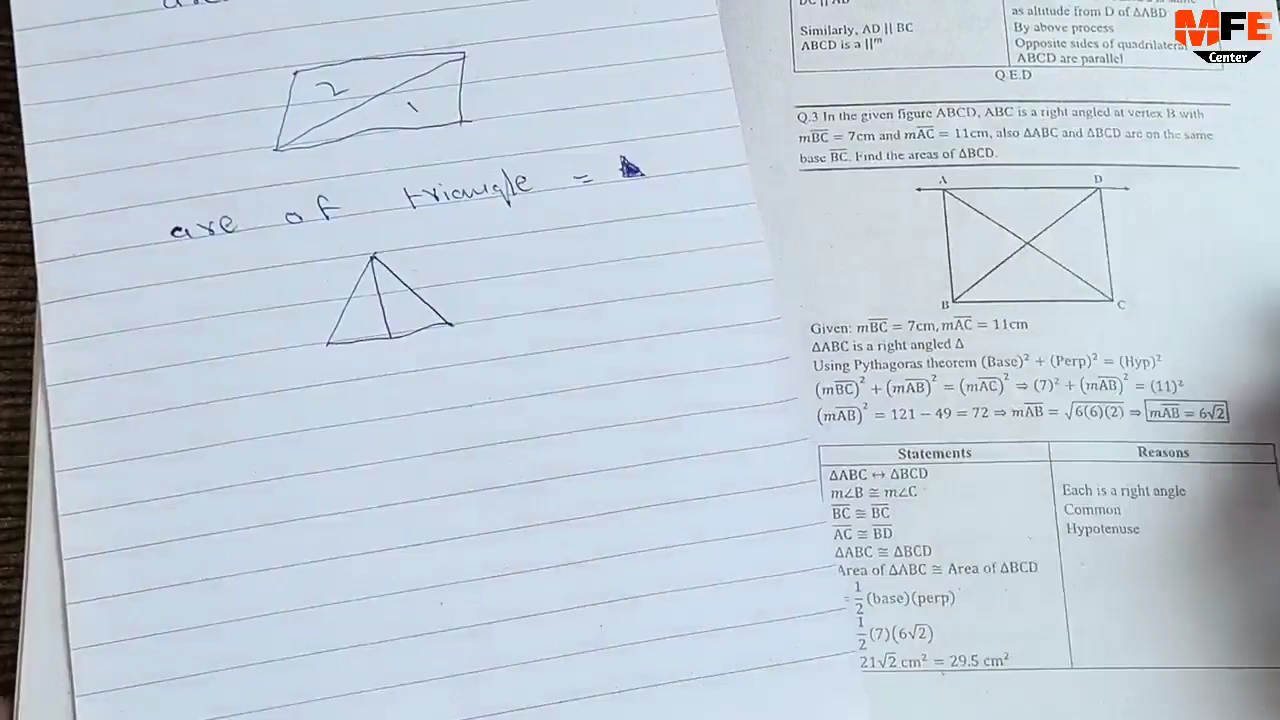 MFE
Center
as altitude from D of ΔABD
Similarly, AD || BC
By above process
ABCD is a ||ᵐ
Opposite sides of quadrilateral
ABCD are parallel
Q.E.D
Q.3 In the given figure ABCD, ABC is a right angled at vertex B with
mBC̅ = 7cm and mAC̅ = 11cm, also ΔABC and ΔBCD are on the same
base BC̅. Find the areas of ΔBCD.
A D
B C
Given: mBC̅ = 7cm, mAC̅ = 11cm
ΔABC is a right angled Δ
Using Pythagoras theorem (Base)² + (Perp)² = (Hyp)²
(mBC̅)² + (mAB̅)² = (mAC̅)² ⇒ (7)² + (mAB̅)² = (11)²
(mAB̅)² = 121 − 49 = 72 ⇒ mAB̅ = √6(6)(2) ⇒ mAB̅ = 6√2
Statements Reasons
ΔABC ↔ ΔBCD
m∠B ≅ m∠C Each is a right angle
BC̅ ≅ BC̅ Common
AC̅ ≅ BD̅ Hypotenuse
ΔABC ≅ ΔBCD
Area of ΔABC ≅ Area of ΔBCD
= 1/2 (base)(perp)
1/2 (7)(6√2)
21√2 cm² = 29.5 cm²
2
1
are of triangle =